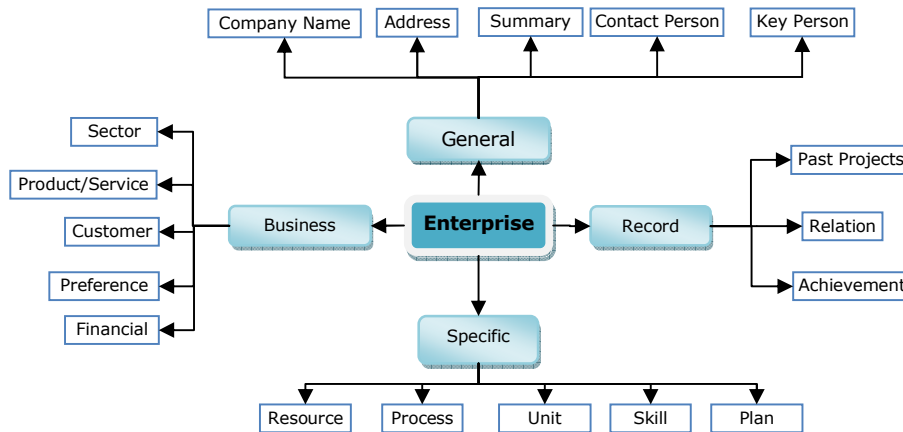 Company Name
Address
Summary
Contact Person
Key Person
General
Sector
Product/Service
Customer
Preference
Financial
Business
Enterprise
Record
Past Projects
Relation
Achievement
Specific
Resource
Process
Unit
Skill
Plan